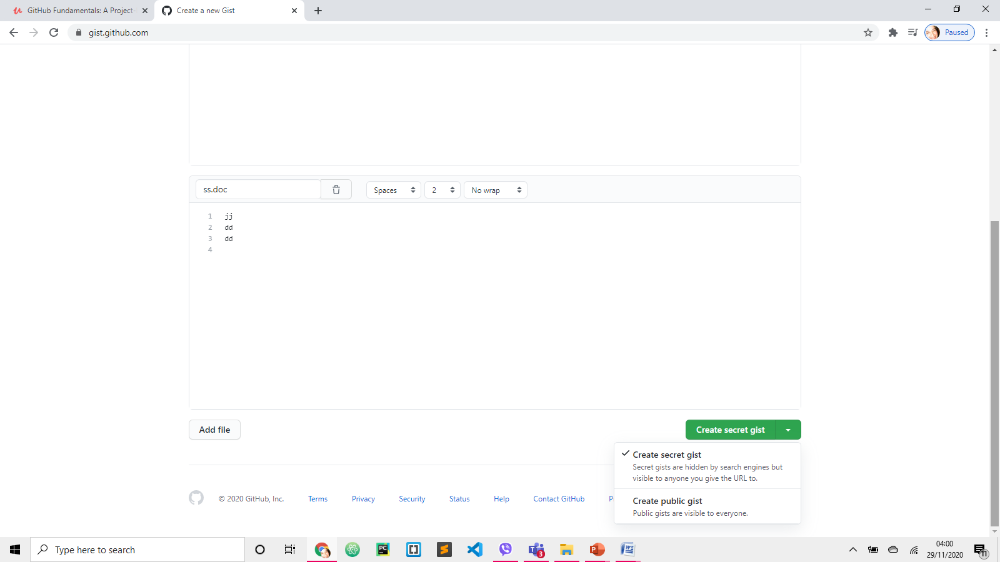 GitHub Fundamentals: A Project-
Create a new Gist
gist.github.com
Paused
ss.doc
Spaces
2
No wrap
1 jj
2 dd
3 dd
4
Add file
Create secret gist
Create secret gist
Secret gists are hidden by search engines but
visible to anyone you give the URL to.
Create public gist
Public gists are visible to everyone.
© 2020 GitHub, Inc.
Terms
Privacy
Security
Status
Help
Contact GitHub
Type here to search
PC
3
04:00
29/11/2020
11